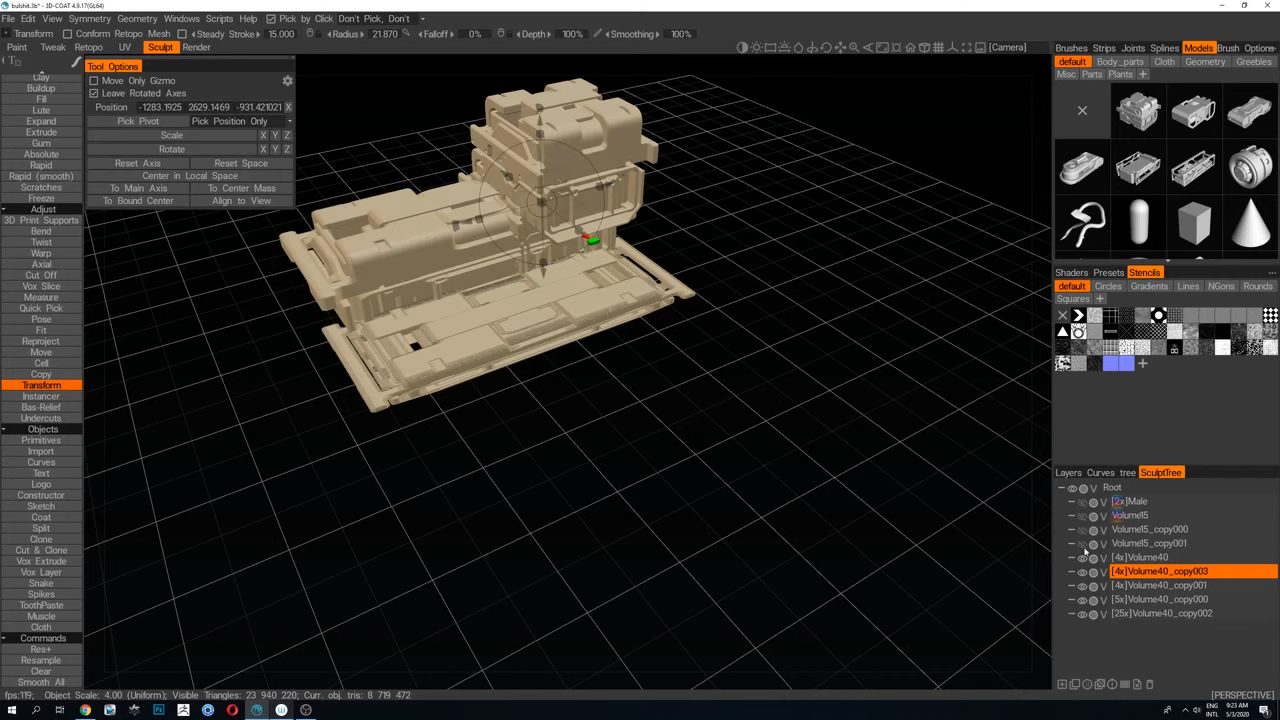 bulshit.3b* - 3D-COAT 4.9.17(GL64)
File Edit View Symmetry Geometry Windows Scripts Help Pick by Click Don't Pick, Don't
Transform Conform Retopo Mesh Steady Stroke 15.000 Radius 21.870 Falloff 0% Depth 100% Smoothing 100%
Paint Tweak Retopo UV Sculpt Render [Camera]
Clay
Buildup
Fill
Lute
Expand
Extrude
Gum
Absolute
Rapid
Rapid (smooth)
Scratches
Freeze
Adjust
3D Print Supports
Bend
Twist
Warp
Axial
Cut Off
Vox Slice
Measure
Quick Pick
Pose
Fit
Reproject
Move
Cell
Copy
Transform
Instancer
Bas-Relief
Undercuts
Objects
Primitives
Import
Curves
Text
Logo
Constructor
Sketch
Coat
Split
Clone
Cut & Clone
Vox Extrude
Vox Layer
Snake
Spikes
ToothPaste
Muscle
Cloth
Commands
Res+
Resample
Clear
Smooth All
Tool Options
Move Only Gizmo
Leave Rotated Axes
Position -1283.1925 2629.1469 -931.421021 X
Pick Pivot Pick Position Only
Scale X Y Z
Rotate X Y Z
Reset Axis Reset Space
Center in Local Space
To Main Axis To Center Mass
To Bound Center Align to View
Brushes Strips Joints Splines Models Brush Options
default Body_parts Cloth Geometry Greebles
Misc Parts Plants +
Shaders Presets Stencils
default Circles Gradients Lines NGons Rounds
Squares +
Layers Curves tree SculptTree
V Root
V [2x]Male
V Volume15
V Volume15_copy000
V Volume15_copy001
V [4x]Volume40
V [4x]Volume40_copy003
V [4x]Volume40_copy001
V [5x]Volume40_copy000
V [25x]Volume40_copy002
fps:119; Object Scale: 4.00 (Uniform); Visible Triangles: 23 940 220; Curr. obj. tris: 8 719 472 [PERSPECTIVE]
ENG
INTL
9:23 AM
5/3/2020